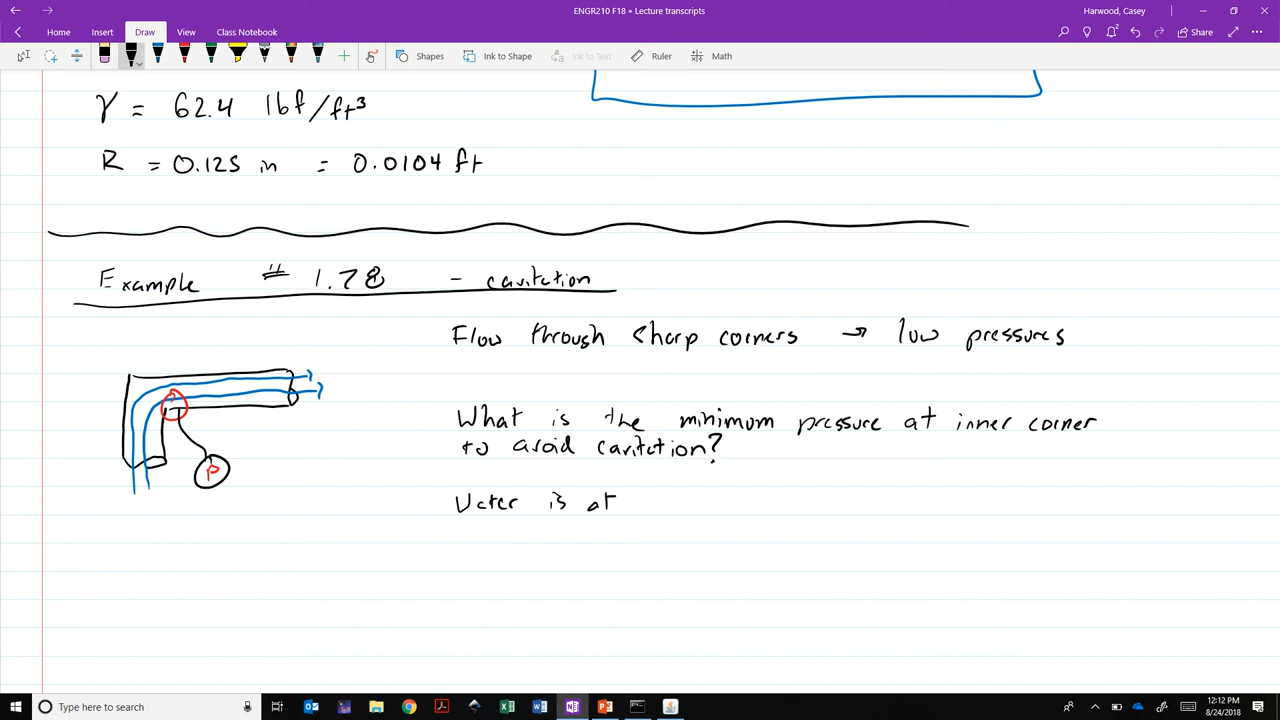 ENGR210 F18 » Lecture transcripts
Harwood, Casey
Home Insert Draw View Class Notebook
Share
Shapes Ink to Shape Ink to Text Ruler Math
γ = 62.4 lbf/ft³
R = 0.125 in = 0.0104 ft
Example # 1.78 - cavitation
Flow through sharp corners → low pressures
What is the minimum pressure at inner corner
to avoid cavitation?
P
Water is at
Type here to search
12:12 PM
8/24/2018